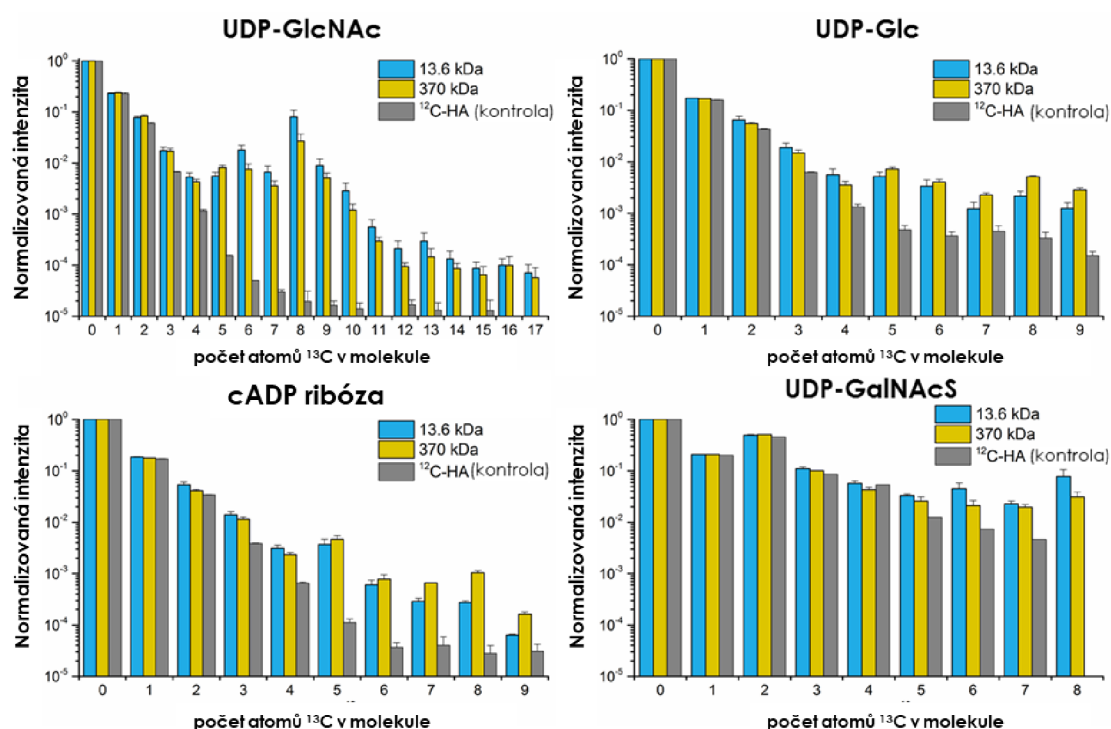 UDP-GlcNAc
Normalizovaná intenzita
10⁰
10⁻¹
10⁻²
10⁻³
10⁻⁴
10⁻⁵
13.6 kDa
370 kDa
¹²C-HA (kontrola)
0 1 2 3 4 5 6 7 8 9 10 11 12 13 14 15 16 17
počet atomů ¹³C v molekule
UDP-Glc
Normalizovaná intenzita
10⁰
10⁻¹
10⁻²
10⁻³
10⁻⁴
10⁻⁵
13.6 kDa
370 kDa
¹²C-HA (kontrola)
0 1 2 3 4 5 6 7 8 9
počet atomů ¹³C v molekule
cADP ribóza
Normalizovaná intenzita
10⁰
10⁻¹
10⁻²
10⁻³
10⁻⁴
10⁻⁵
13.6 kDa
370 kDa
¹²C-HA (kontrola)
0 1 2 3 4 5 6 7 8 9
počet atomů ¹³C v molekule
UDP-GalNAcS
Normalizovaná intenzita
10⁰
10⁻¹
10⁻²
10⁻³
10⁻⁴
10⁻⁵
13.6 kDa
370 kDa
¹²C-HA (kontrola)
0 1 2 3 4 5 6 7 8
počet atomů ¹³C v molekule